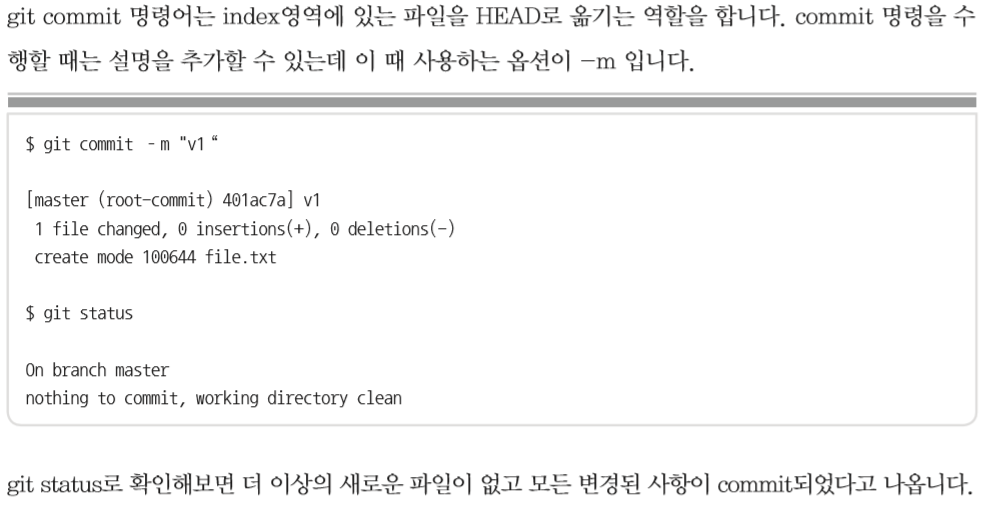 git commit 명령어는 index영역에 있는 파일을 HEAD로 옮기는 역할을 합니다. commit 명령을 수
행할 때는 설명을 추가할 수 있는데 이 때 사용하는 옵션이 -m 입니다.
$ git commit -m "v1“
[master (root-commit) 401ac7a] v1
1 file changed, 0 insertions(+), 0 deletions(-)
create mode 100644 file.txt
$ git status
On branch master
nothing to commit, working directory clean
git status로 확인해보면 더 이상의 새로운 파일이 없고 모든 변경된 사항이 commit되었다고 나옵니다.